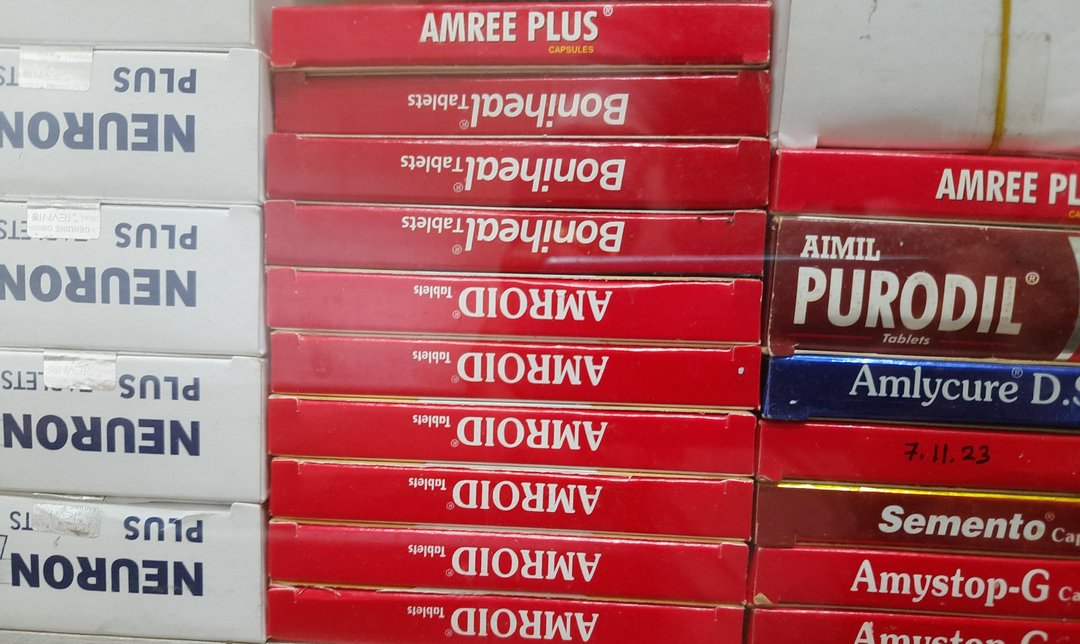 PLUS
NEURON
PLUS
NEURON
PLUS
NEURON
PLUS
NEURON
AMREE PLUS®
CAPSULES
Boniheal® Tablets
Boniheal® Tablets
Boniheal® Tablets
AMROID® Tablets
AMROID® Tablets
AMROID® Tablets
AMROID® Tablets
AMROID® Tablets
AMROID® Tablets
AMREE PL
AIMIL
PURODIL®
Tablets
Amlycure® D.S
7.11.23
Semento® Cap
Amystop-G Ca